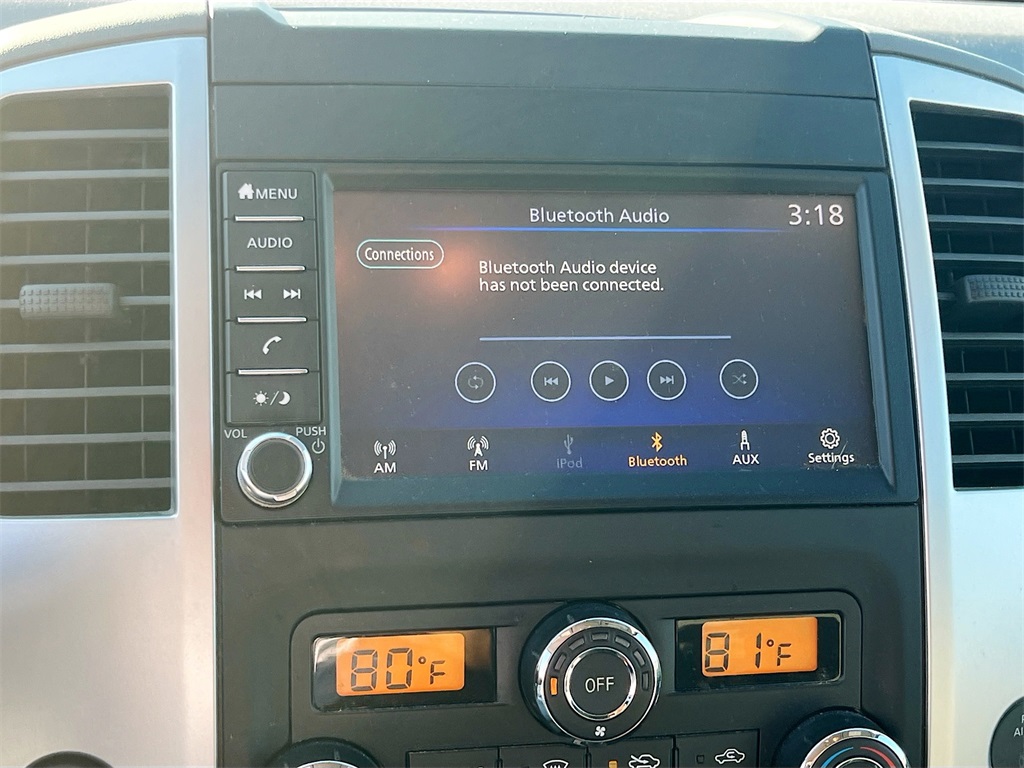 MENU
AUDIO
VOL
PUSH
Bluetooth Audio
3:18
Connections
Bluetooth Audio device
has not been connected.
AM
FM
iPod
Bluetooth
AUX
Settings
80°F
OFF
81°F